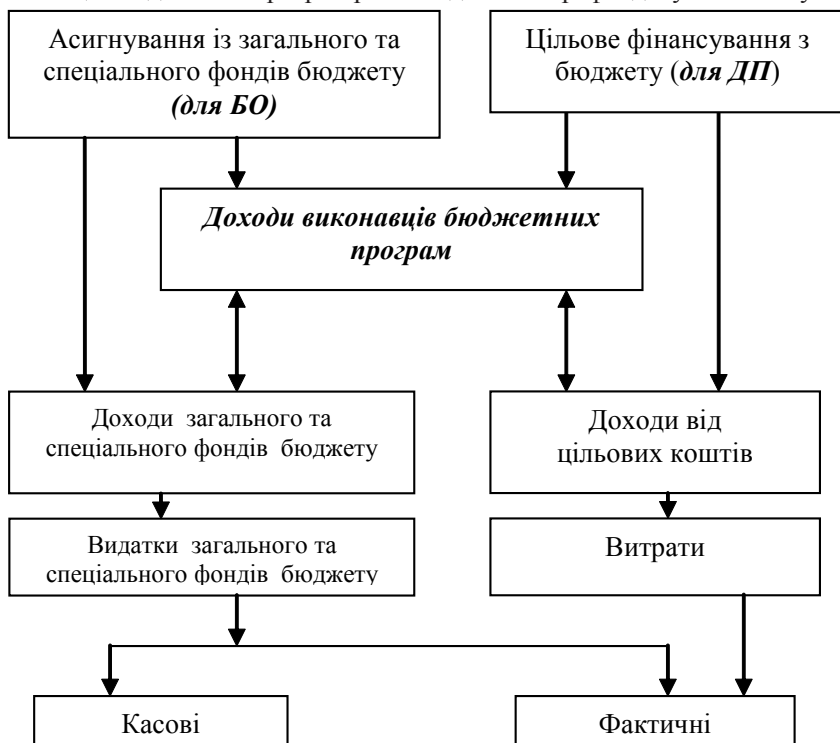 Асигнування із загального та
спеціального фондів бюджету
(для БО)
Цільове фінансування з
бюджету (для ДП)
Доходи виконавців бюджетних
програм
Доходи загального та
спеціального фондів бюджету
Доходи від
цільових коштів
Видатки загального та
спеціального фондів бюджету
Витрати
Касові
Фактичні